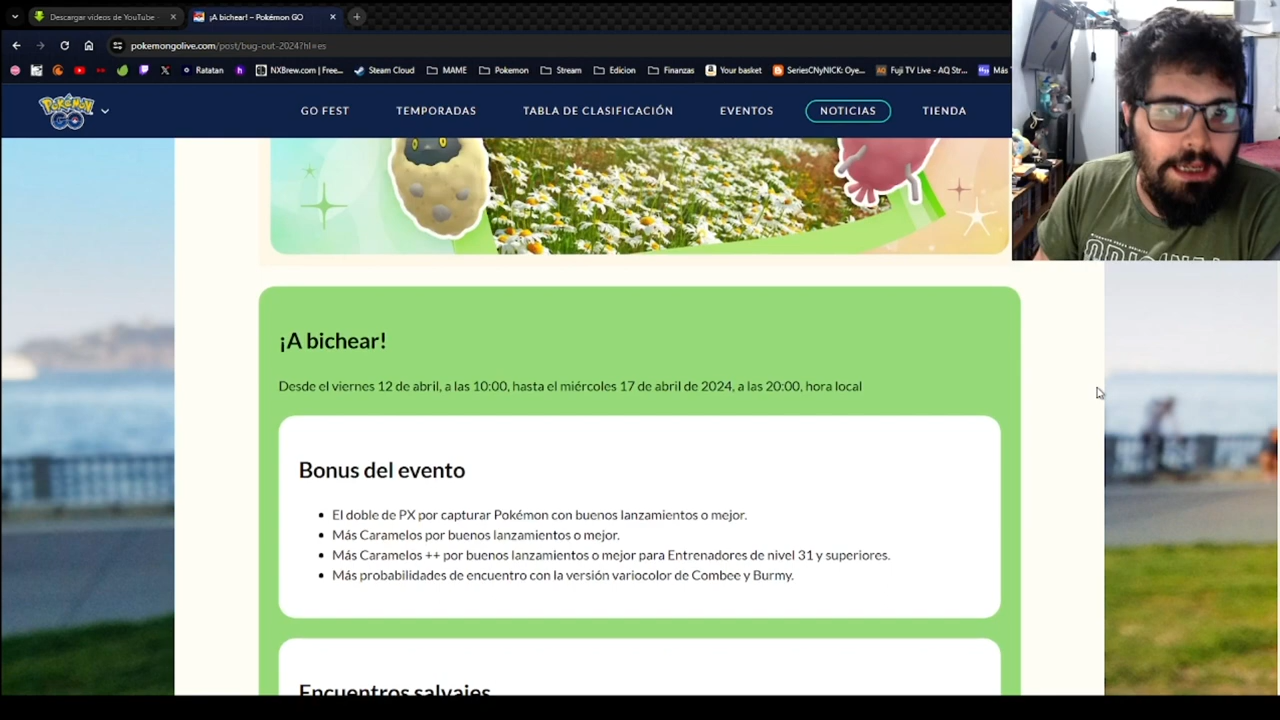 Descargar videos de YouTube -
¡A bichear! – Pokémon GO
pokemongolive.com/post/bug-out-2024?hl=es
Ratatan
NXBrew.com | Free...
Steam Cloud
MAME
Pokemon
Stream
Edicion
Finanzas
Your basket
SeriesCNyNICK: Oye...
Fuji TV Live - AQ Str...
Más
POKÉMON GO
GO FEST
TEMPORADAS
TABLA DE CLASIFICACIÓN
EVENTOS
NOTICIAS
TIENDA
¡A bichear!
Desde el viernes 12 de abril, a las 10:00, hasta el miércoles 17 de abril de 2024, a las 20:00, hora local
Bonus del evento
• El doble de PX por capturar Pokémon con buenos lanzamientos o mejor.
• Más Caramelos por buenos lanzamientos o mejor.
• Más Caramelos ++ por buenos lanzamientos o mejor para Entrenadores de nivel 31 y superiores.
• Más probabilidades de encuentro con la versión variocolor de Combee y Burmy.
Encuentros salvajes